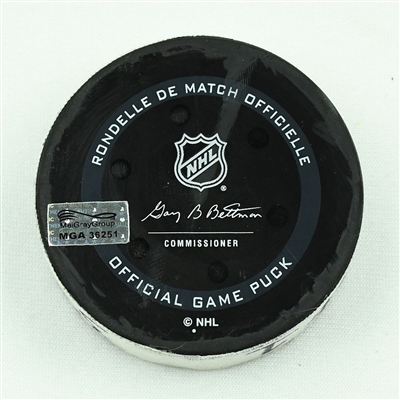 RONDELLE DE MATCH OFFICIELLE
NHL
®
Gary B Bettman
COMMISSIONER
MeiGrayGroup
MGA 36251
OFFICIAL GAME PUCK
© NHL